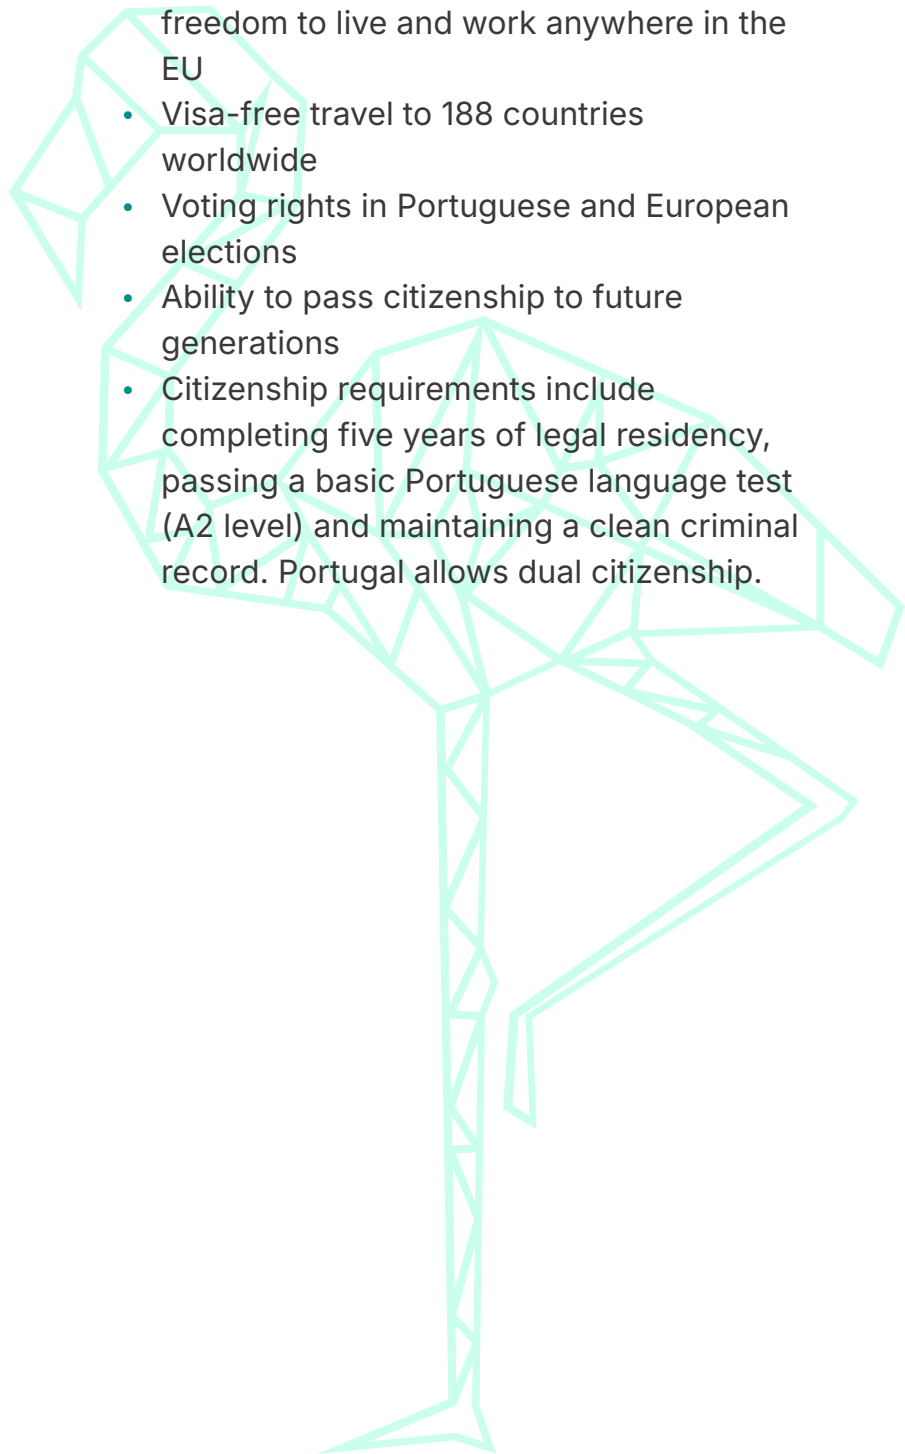 freedom to live and work anywhere in the
EU
• Visa-free travel to 188 countries
worldwide
• Voting rights in Portuguese and European
elections
• Ability to pass citizenship to future
generations
• Citizenship requirements include
completing five years of legal residency,
passing a basic Portuguese language test
(A2 level) and maintaining a clean criminal
record. Portugal allows dual citizenship.